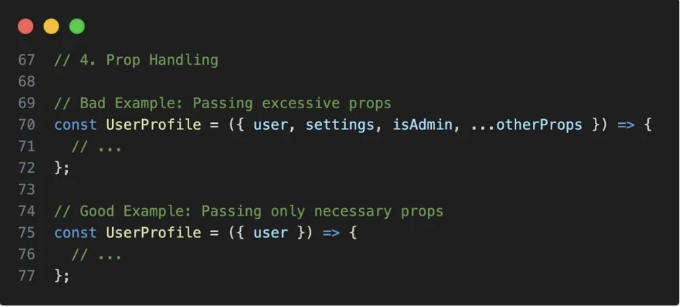 67 // 4. Prop Handling
68
69 // Bad Example: Passing excessive props
70 const UserProfile = ({ user, settings, isAdmin, ...otherProps }) => {
71   // ...
72 };
73
74 // Good Example: Passing only necessary props
75 const UserProfile = ({ user }) => {
76   // ...
77 };